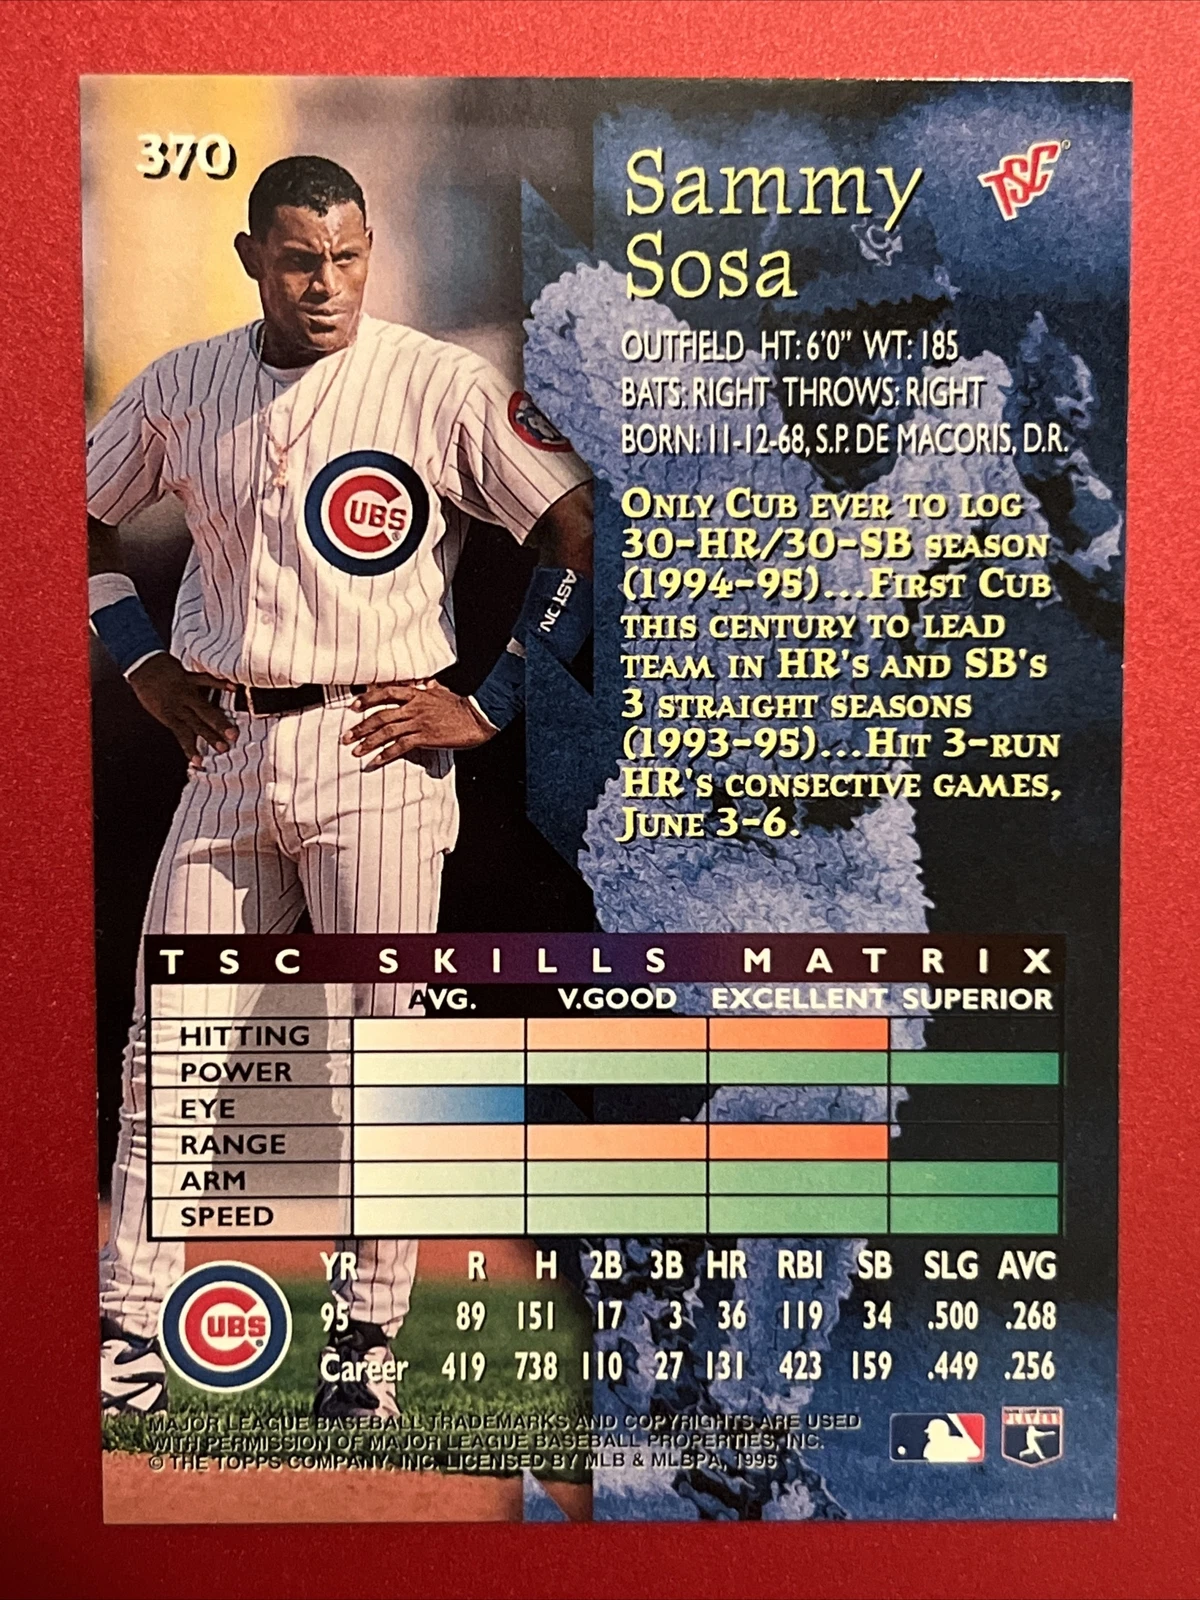 370
Sammy
Sosa
TSC
OUTFIELD HT: 6'0" WT: 185
BATS: RIGHT THROWS: RIGHT
BORN: 11-12-68, S.P. DE MACORIS, D.R.
ONLY CUB EVER TO LOG
30-HR/30-SB SEASON
(1994-95)...FIRST CUB
THIS CENTURY TO LEAD
TEAM IN HR'S AND SB'S
3 STRAIGHT SEASONS
(1993-95)...HIT 3-RUN
HR'S CONSECTIVE GAMES,
JUNE 3-6.
CUBS
ASTON
TSC SKILLS MATRIX
AVG. V.GOOD EXCELLENT SUPERIOR
HITTING
POWER
EYE
RANGE
ARM
SPEED
YR R H 2B 3B HR RBI SB SLG AVG
95 89 151 17 3 36 119 34 .500 .268
Career 419 738 110 27 131 423 159 .449 .256
CUBS
MAJOR LEAGUE BASEBALL TRADEMARKS AND COPYRIGHTS ARE USED
WITH PERMISSION OF MAJOR LEAGUE BASEBALL PROPERTIES, INC.
© THE TOPPS COMPANY, INC. LICENSED BY MLB & MLBPA, 1996
PLAYERS